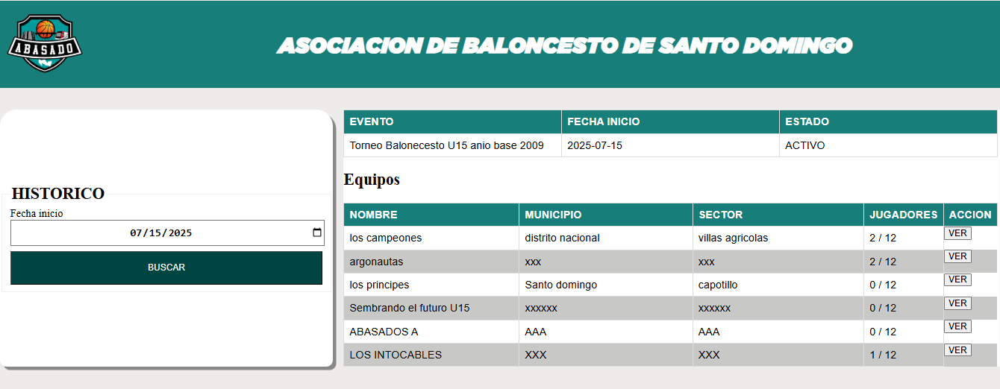 ABASADO
ASOCIACION DE BALONCESTO DE SANTO DOMINGO
HISTORICO
Fecha inicio
07/15/2025
BUSCAR
EVENTO FECHA INICIO ESTADO
Torneo Balonecesto U15 anio base 2009 2025-07-15 ACTIVO
Equipos
NOMBRE MUNICIPIO SECTOR JUGADORES ACCION
los campeones distrito nacional villas agricolas 2 / 12 VER
argonautas xxx xxx 2 / 12 VER
los principes Santo domingo capotillo 0 / 12 VER
Sembrando el futuro U15 xxxxxx xxxxxx 0 / 12 VER
ABASADOS A AAA AAA 0 / 12 VER
LOS INTOCABLES XXX XXX 1 / 12 VER